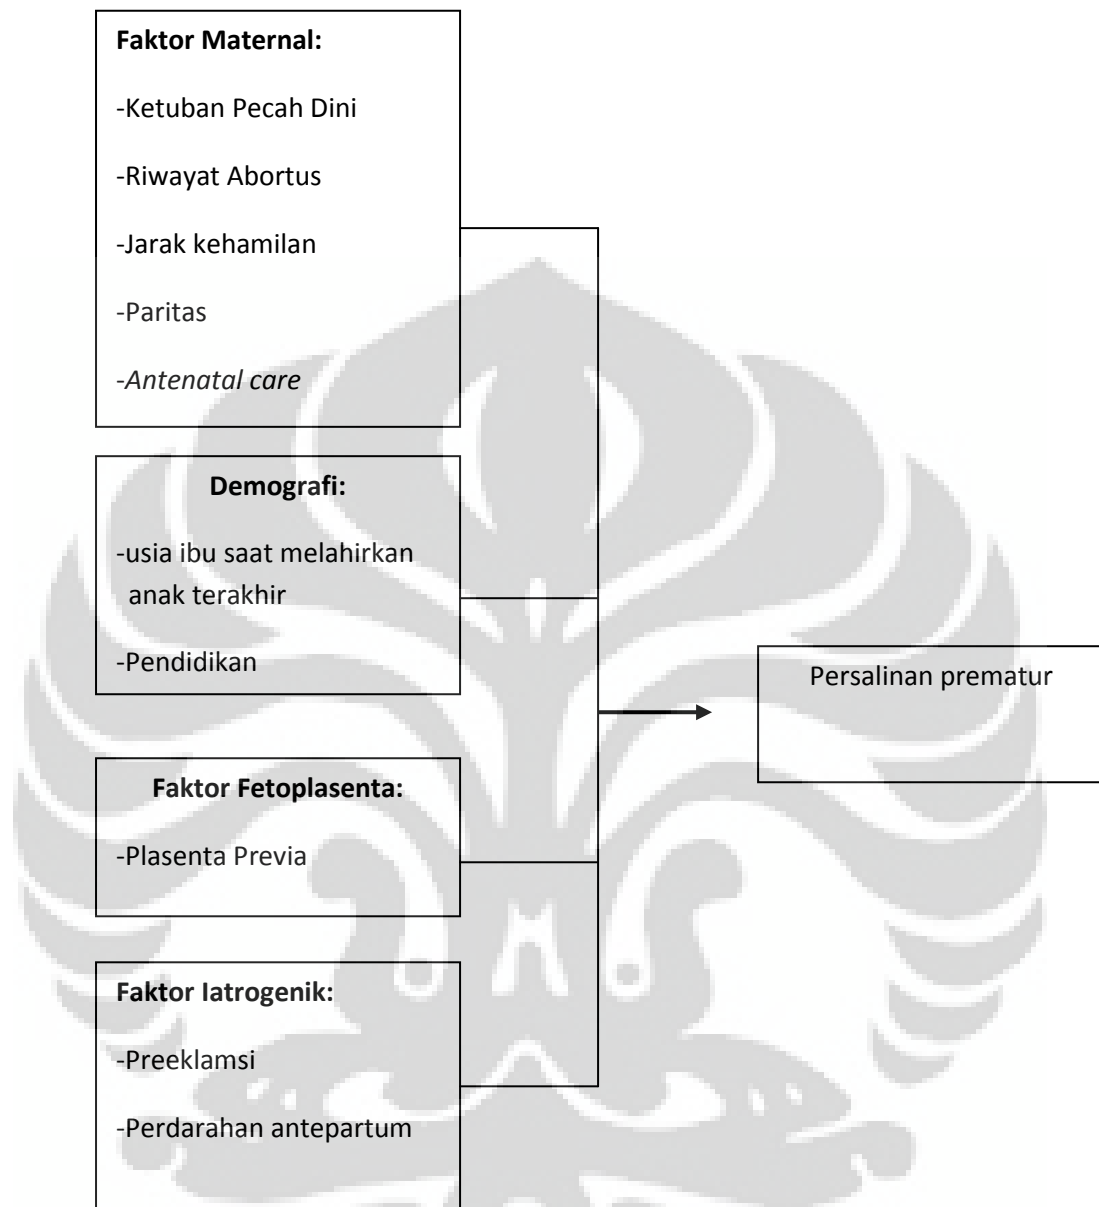 Faktor Maternal:
-Ketuban Pecah Dini
-Riwayat Abortus
-Jarak kehamilan
-Paritas
-Antenatal care
Demografi:
-usia ibu saat melahirkan
anak terakhir
-Pendidikan
Persalinan prematur
Faktor Fetoplasenta:
-Plasenta Previa
Faktor Iatrogenik:
-Preeklamsi
-Perdarahan antepartum